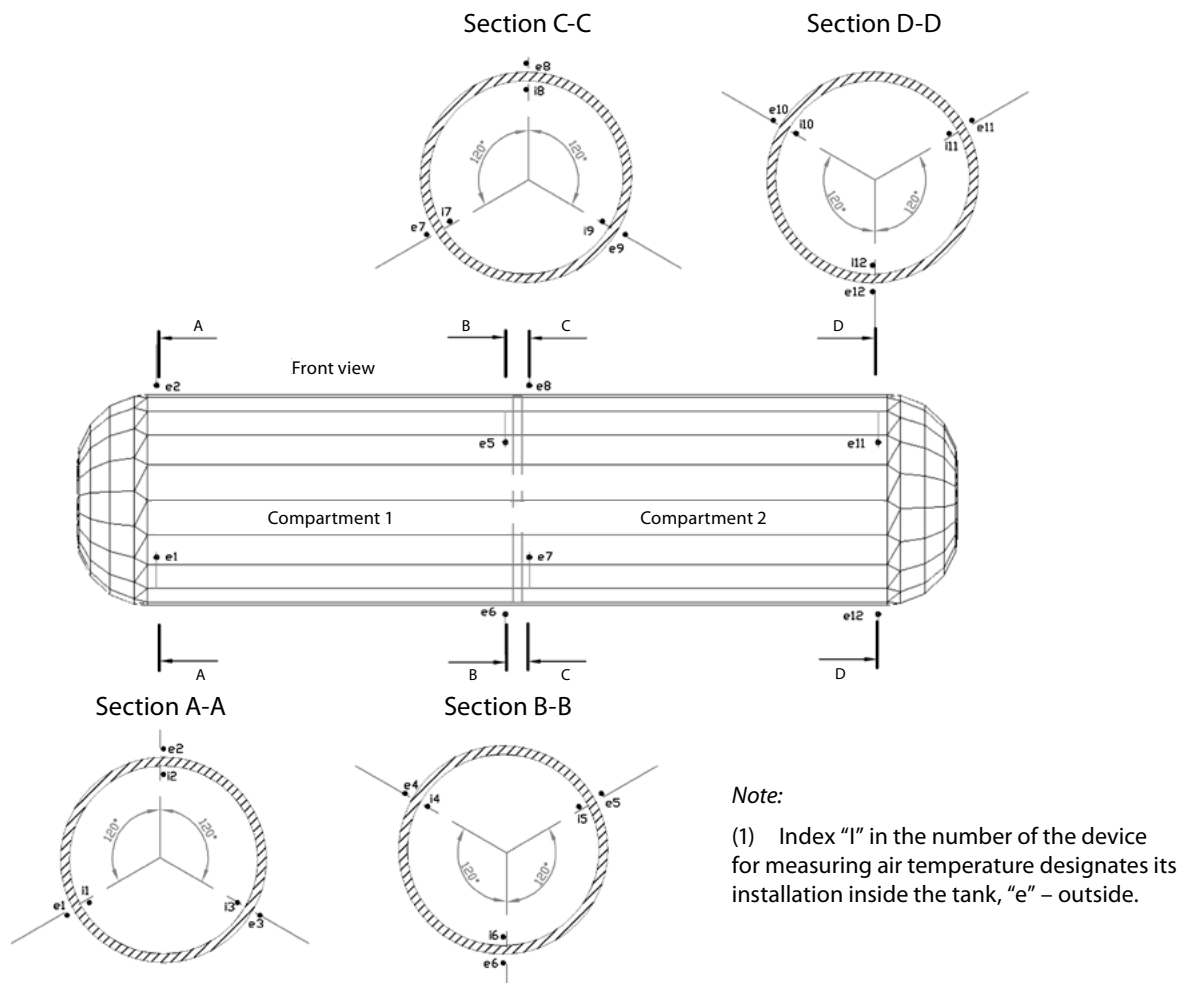 Section C-C
Section D-D
e8
i8
120°
120°
i7
e7
i9
e9
e10
i10
e11
i11
120°
120°
i12
e12
A
B
C
D
Front view
e2
e8
e5
e11
Compartment 1
Compartment 2
e1
e7
e6
e12
A
B
C
D
Section A-A
Section B-B
e2
i2
120°
120°
i1
e1
i3
e3
e4
i4
e5
i5
120°
120°
i6
e6
Note:
(1) Index “I” in the number of the device
for measuring air temperature designates its
installation inside the tank, “e” – outside.